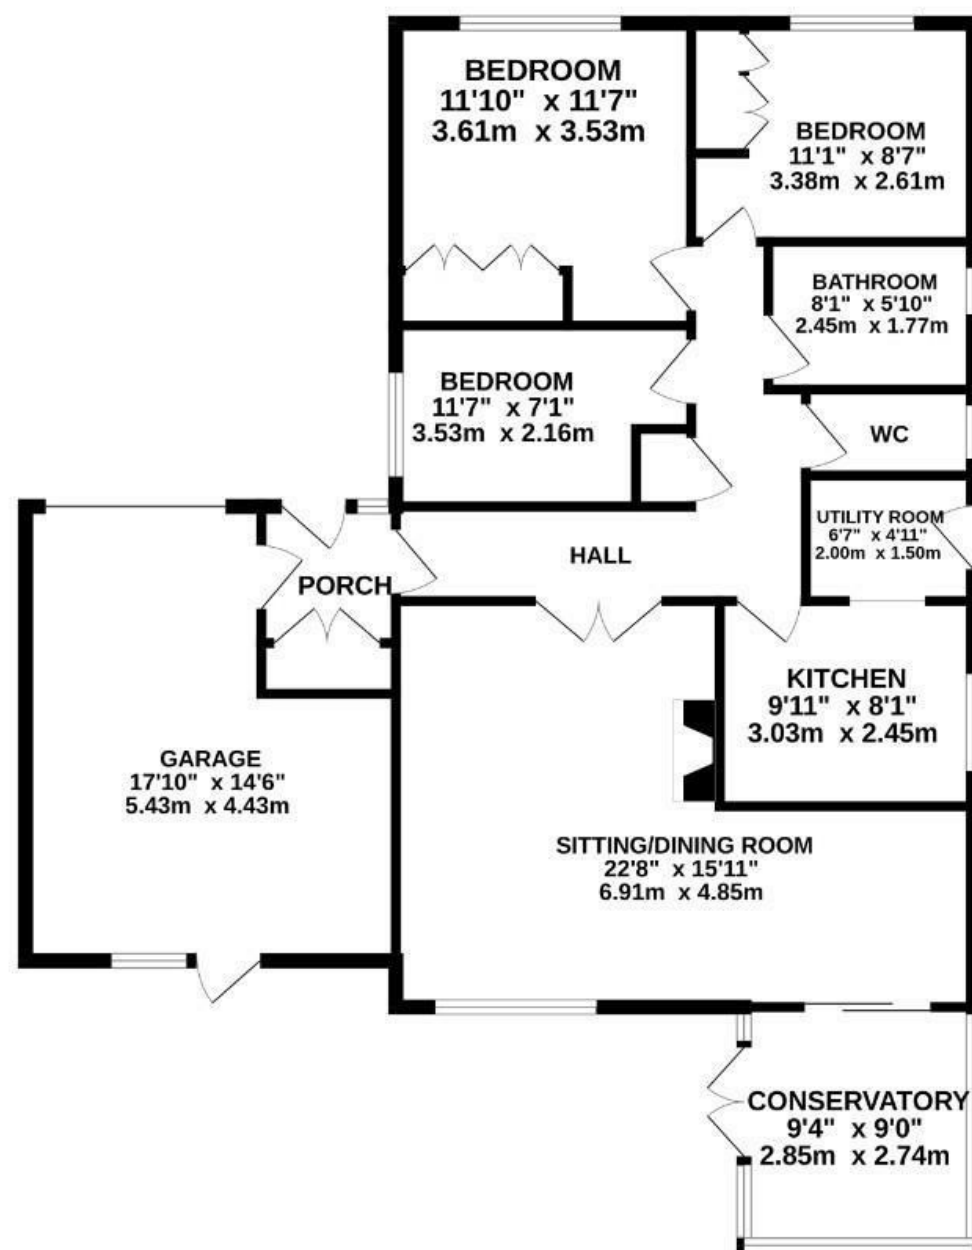 BEDROOM
11'10" x 11'7"
3.61m x 3.53m
BEDROOM
11'1" x 8'7"
3.38m x 2.61m
BATHROOM
8'1" x 5'10"
2.45m x 1.77m
BEDROOM
11'7" x 7'1"
3.53m x 2.16m
WC
UTILITY ROOM
6'7" x 4'11"
2.00m x 1.50m
HALL
PORCH
KITCHEN
9'11" x 8'1"
3.03m x 2.45m
GARAGE
17'10" x 14'6"
5.43m x 4.43m
SITTING/DINING ROOM
22'8" x 15'11"
6.91m x 4.85m
CONSERVATORY
9'4" x 9'0"
2.85m x 2.74m